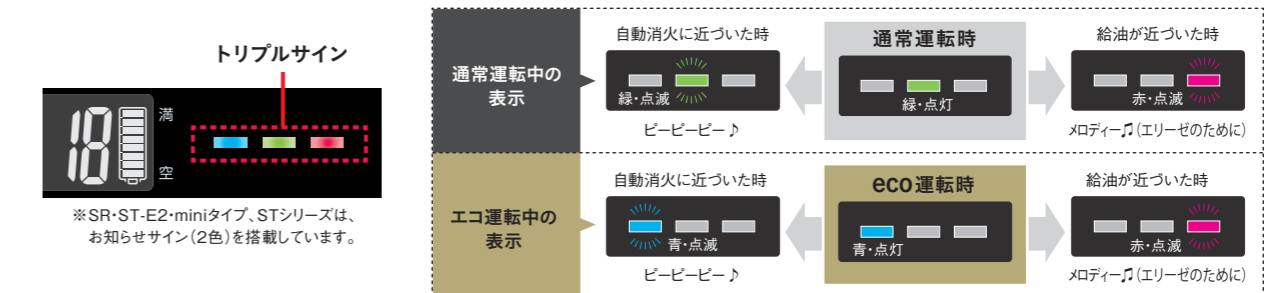 トリプルサイン
18
満
空
※SR・ST-E2・miniタイプ、STシリーズは、
お知らせサイン(2色)を搭載しています。
通常運転中の
表示
自動消火に近づいた時
緑・点滅
ピーピーピー♪
通常運転時
緑・点灯
給油が近づいた時
赤・点滅
メロディー♫(エリーゼのために)
エコ運転中の
表示
自動消火に近づいた時
青・点滅
ピーピーピー♪
eco運転時
青・点灯
給油が近づいた時
赤・点滅
メロディー♫(エリーゼのために)